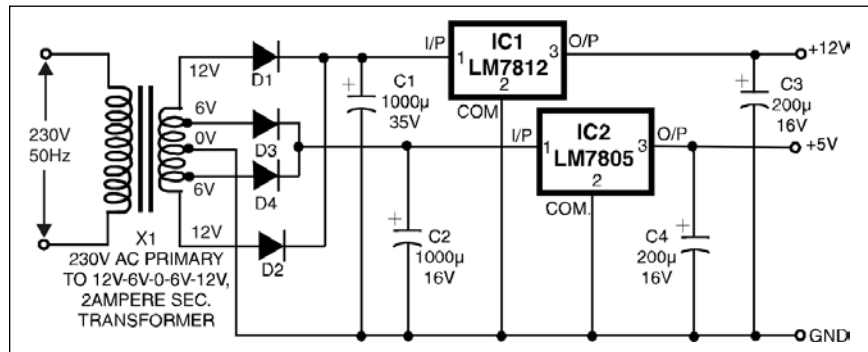 230V
50Hz
X1
230V AC PRIMARY
TO 12V-6V-0-6V-12V,
2AMPERE SEC.
TRANSFORMER
12V
6V
0V
6V
12V
D1
D3
D4
D2
+
C1
1000µ
35V
+
C2
1000µ
16V
I/P
1
IC1
LM7812
2
3
O/P
COM
I/P
1
IC2
LM7805
2
3
O/P
COM.
+
C3
200µ
16V
+
C4
200µ
16V
+12V
+5V
GND